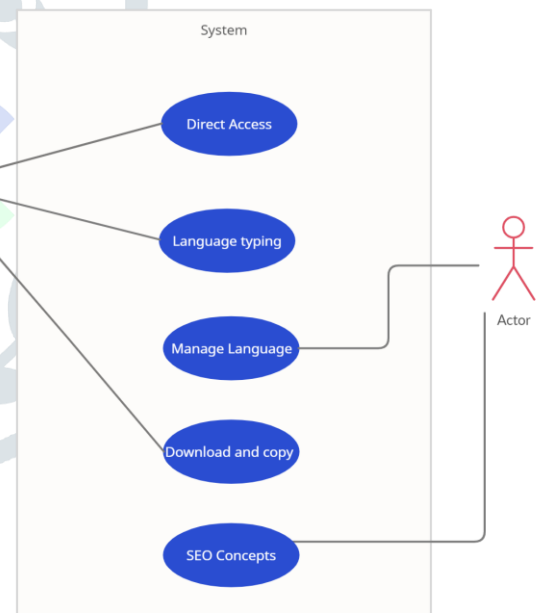 System
Direct Access
Language typing
Manage Language
Actor
Download and copy
SEO Concepts